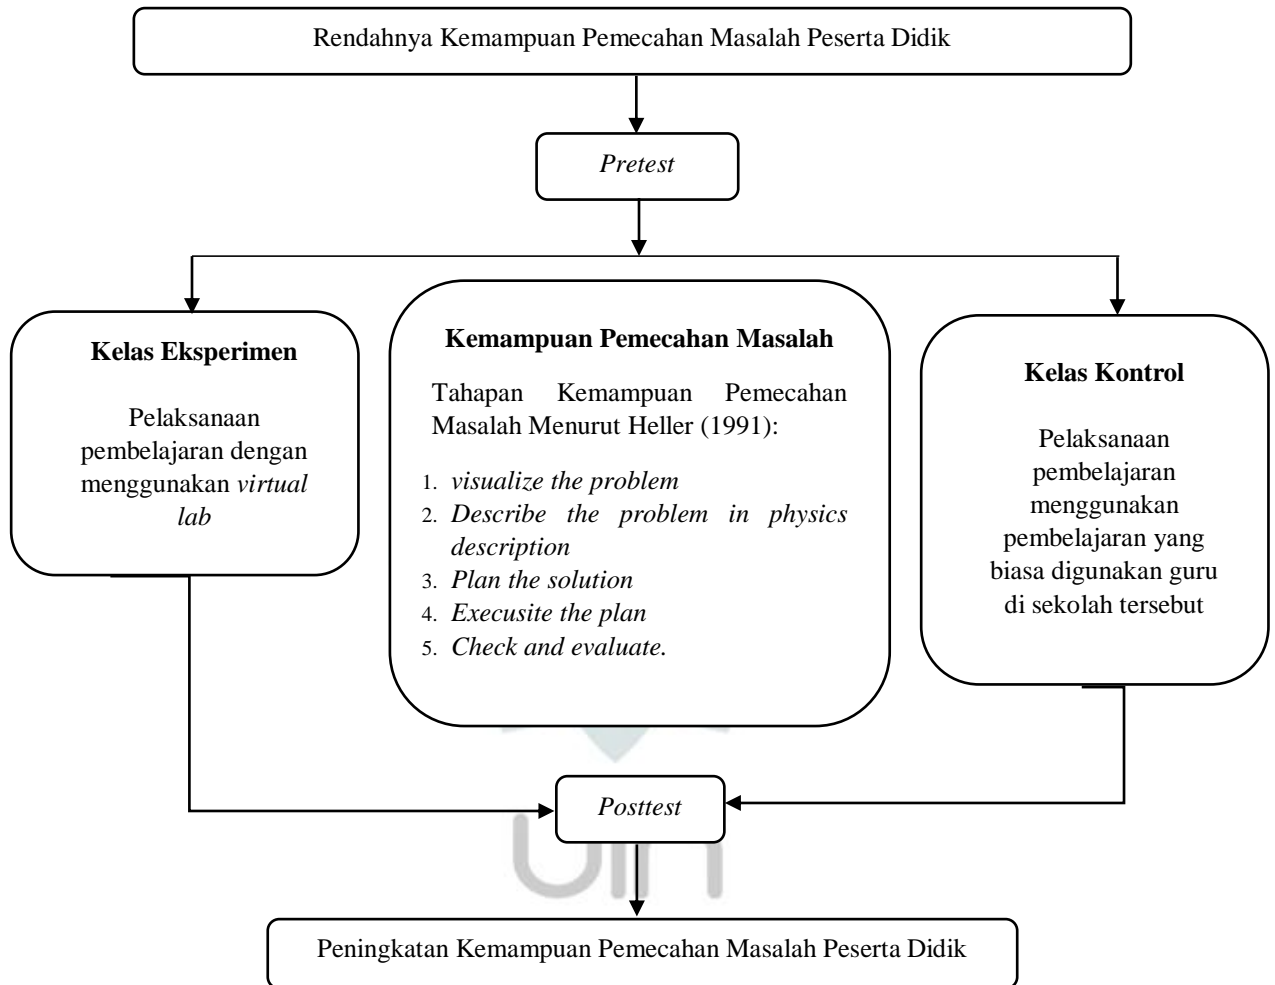 Rendahnya Kemampuan Pemecahan Masalah Peserta Didik
Pretest
Kelas Eksperimen
Pelaksanaan
pembelajaran dengan
menggunakan virtual
lab
Kemampuan Pemecahan Masalah
Tahapan Kemampuan Pemecahan
Masalah Menurut Heller (1991):
1. visualize the problem
2. Describe the problem in physics
description
3. Plan the solution
4. Execusite the plan
5. Check and evaluate.
Kelas Kontrol
Pelaksanaan
pembelajaran
menggunakan
pembelajaran yang
biasa digunakan guru
di sekolah tersebut
Posttest
uin
Peningkatan Kemampuan Pemecahan Masalah Peserta Didik